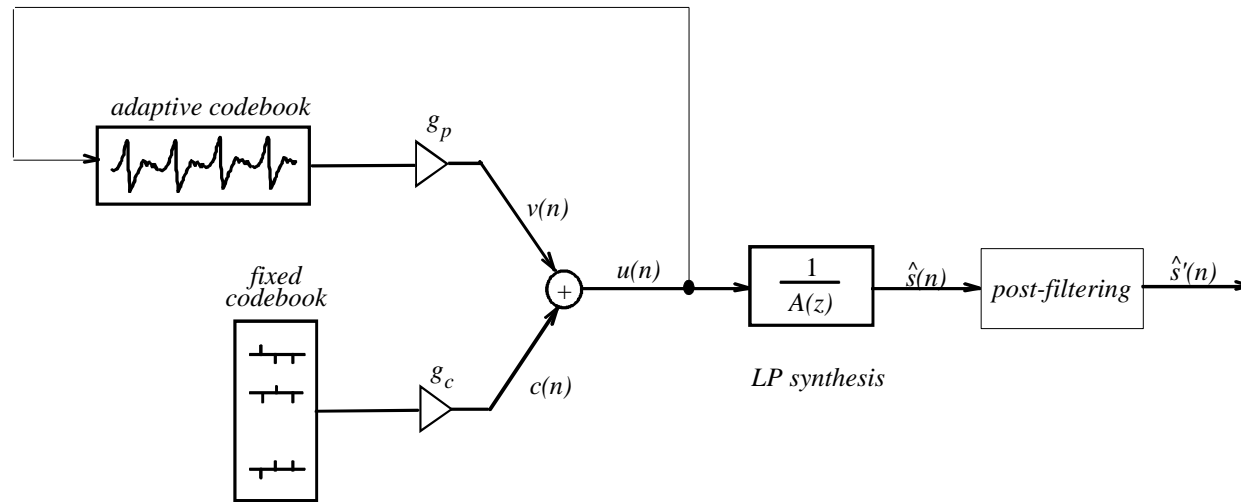 adaptive codebook
g_p
v(n)
fixed
codebook
g_c
c(n)
+
u(n)
1
A(z)
LP synthesis
ŝ(n)
post-filtering
ŝ'(n)